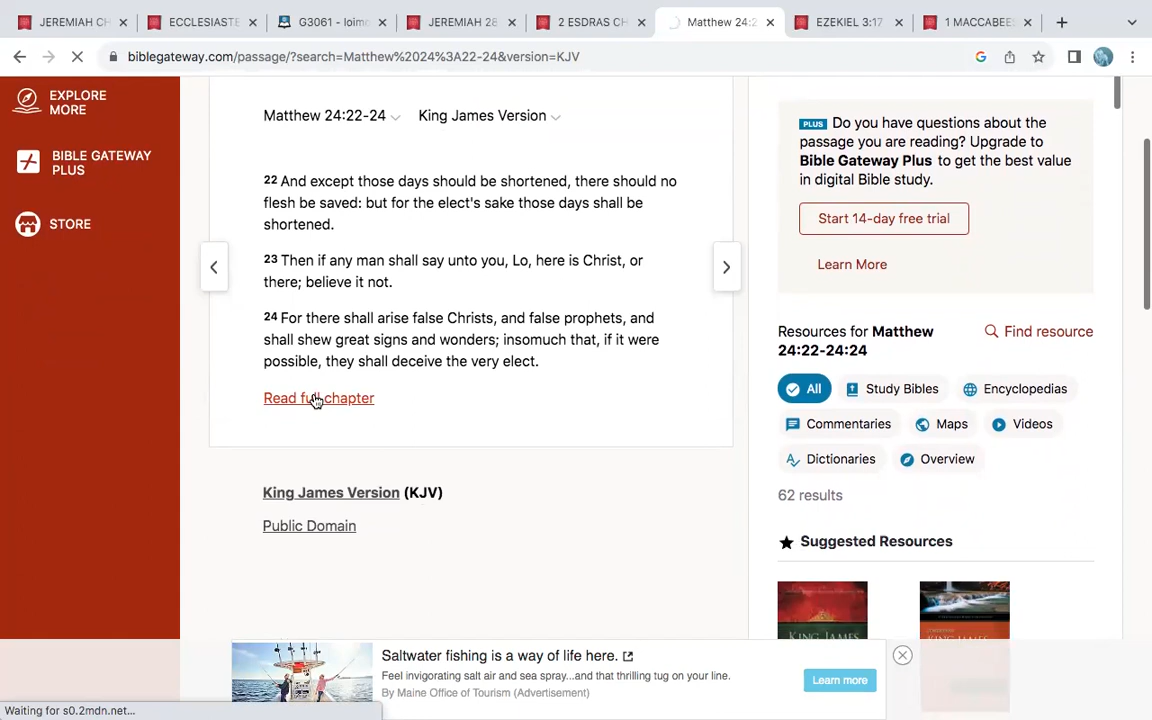 JEREMIAH CH
ECCLESIASTE
G3061 - loimo
JEREMIAH 28
2 ESDRAS CH
Matthew 24:2
EZEKIEL 3:17
1 MACCABEES
biblegateway.com/passage/?search=Matthew%2024%3A22-24&version=KJV
EXPLORE
MORE
BIBLE GATEWAY
PLUS
STORE
Matthew 24:22-24 King James Version
22 And except those days should be shortened, there should no
flesh be saved: but for the elect's sake those days shall be
shortened.
23 Then if any man shall say unto you, Lo, here is Christ, or
there; believe it not.
24 For there shall arise false Christs, and false prophets, and
shall shew great signs and wonders; insomuch that, if it were
possible, they shall deceive the very elect.
Read full chapter
King James Version (KJV)
Public Domain
PLUS Do you have questions about the
passage you are reading? Upgrade to
Bible Gateway Plus to get the best value
in digital Bible study.
Start 14-day free trial
Learn More
Resources for Matthew
24:22-24:24
Find resource
All
Study Bibles
Encyclopedias
Commentaries
Maps
Videos
Dictionaries
Overview
62 results
Suggested Resources
KING JAMES
Saltwater fishing is a way of life here.
Feel invigorating salt air and sea spray...and that thrilling tug on your line.
By Maine Office of Tourism (Advertisement)
Learn more
Waiting for s0.2mdn.net...